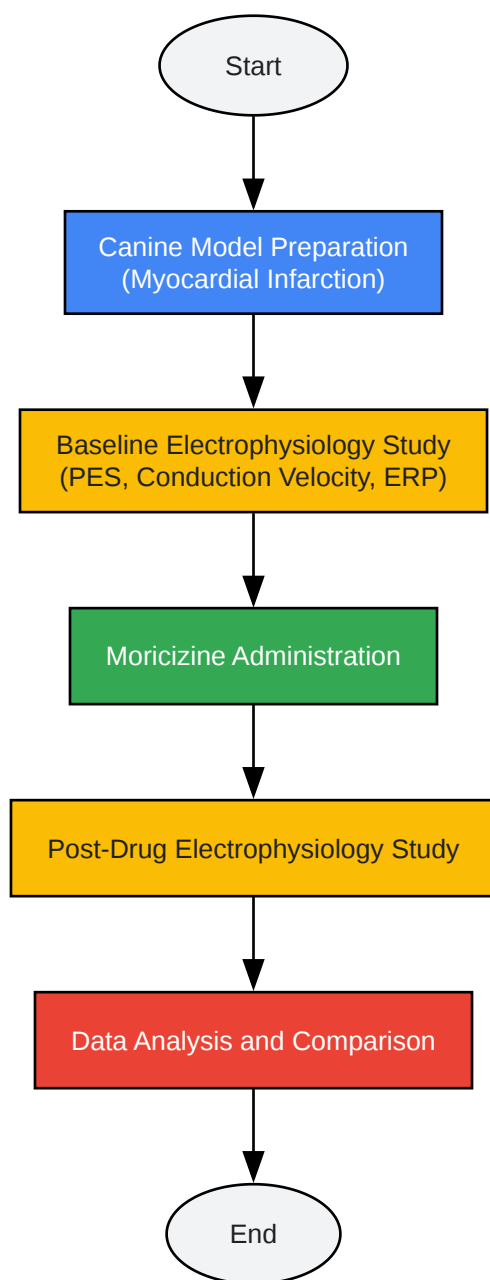 Start
Canine Model Preparation
(Myocardial Infarction)
Baseline Electrophysiology Study
(PES, Conduction Velocity, ERP)
Moricizine Administration
Post-Drug Electrophysiology Study
Data Analysis and Comparison
End